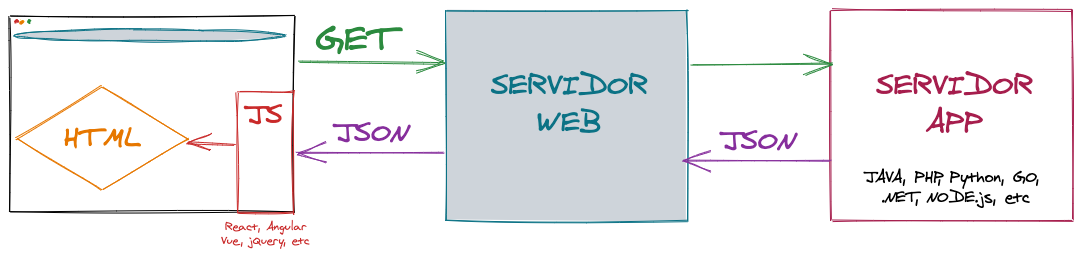 GET
SERVIDOR
WEB
SERVIDOR
APP
HTML
JS
JSON
JSON
JAVA, PHP, Python, GO,
.NET, NODE.js, etc
React, Angular
Vue, jQuery, etc